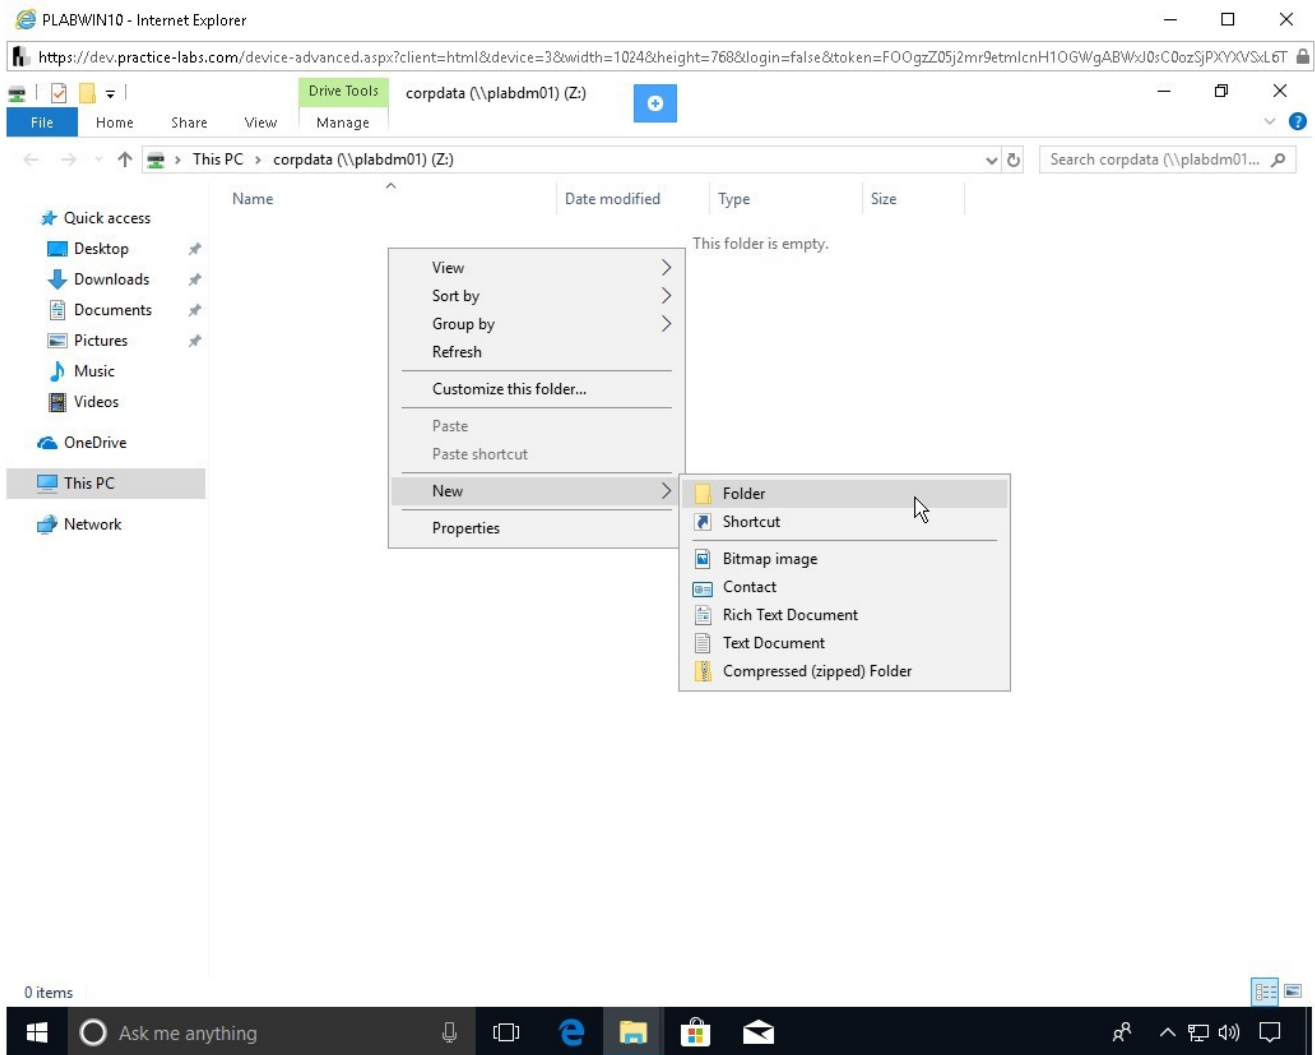 PLABWIN10 - Internet Explorer
https://dev.practice-labs.com/device-advanced.aspx?client=html&device=3&width=1024&height=768&login=false&token=
Drive Tools
corpdata (\\plabdm01) (Z:)
File
Home
Share
View
Manage
This PC > corpdata (\\plabdm01) (Z:)
Search corpdata (\\plabdm01...
Name
Date modified
Type
Size
This folder is empty.
Quick access
Desktop
Downloads
Documents
Pictures
Music
Videos
OneDrive
This PC
Network
View
Sort by
Group by
Refresh
Customize this folder...
Paste
Paste shortcut
New
Properties
Folder
Shortcut
Bitmap image
Contact
Rich Text Document
Text Document
Compressed (zipped) Folder
0 items
Ask me anything